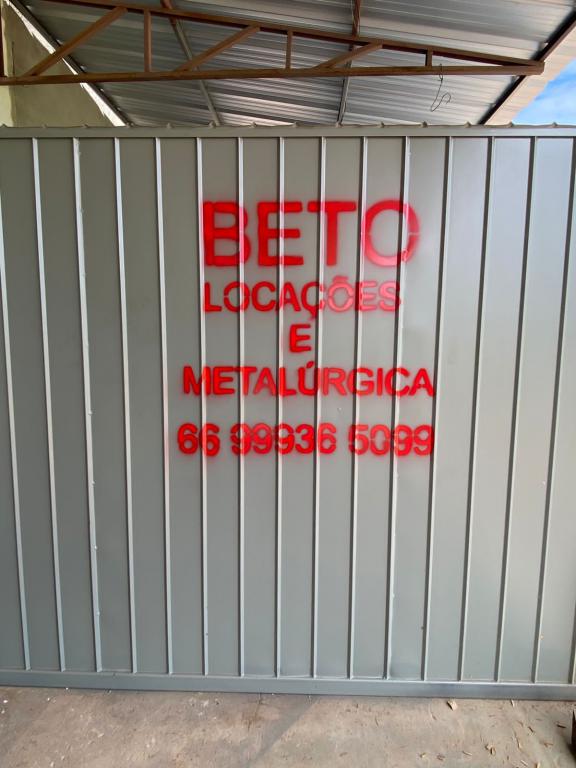 BETO
LOCAÇÕES
E
METALÚRGICA
66 99936 5099